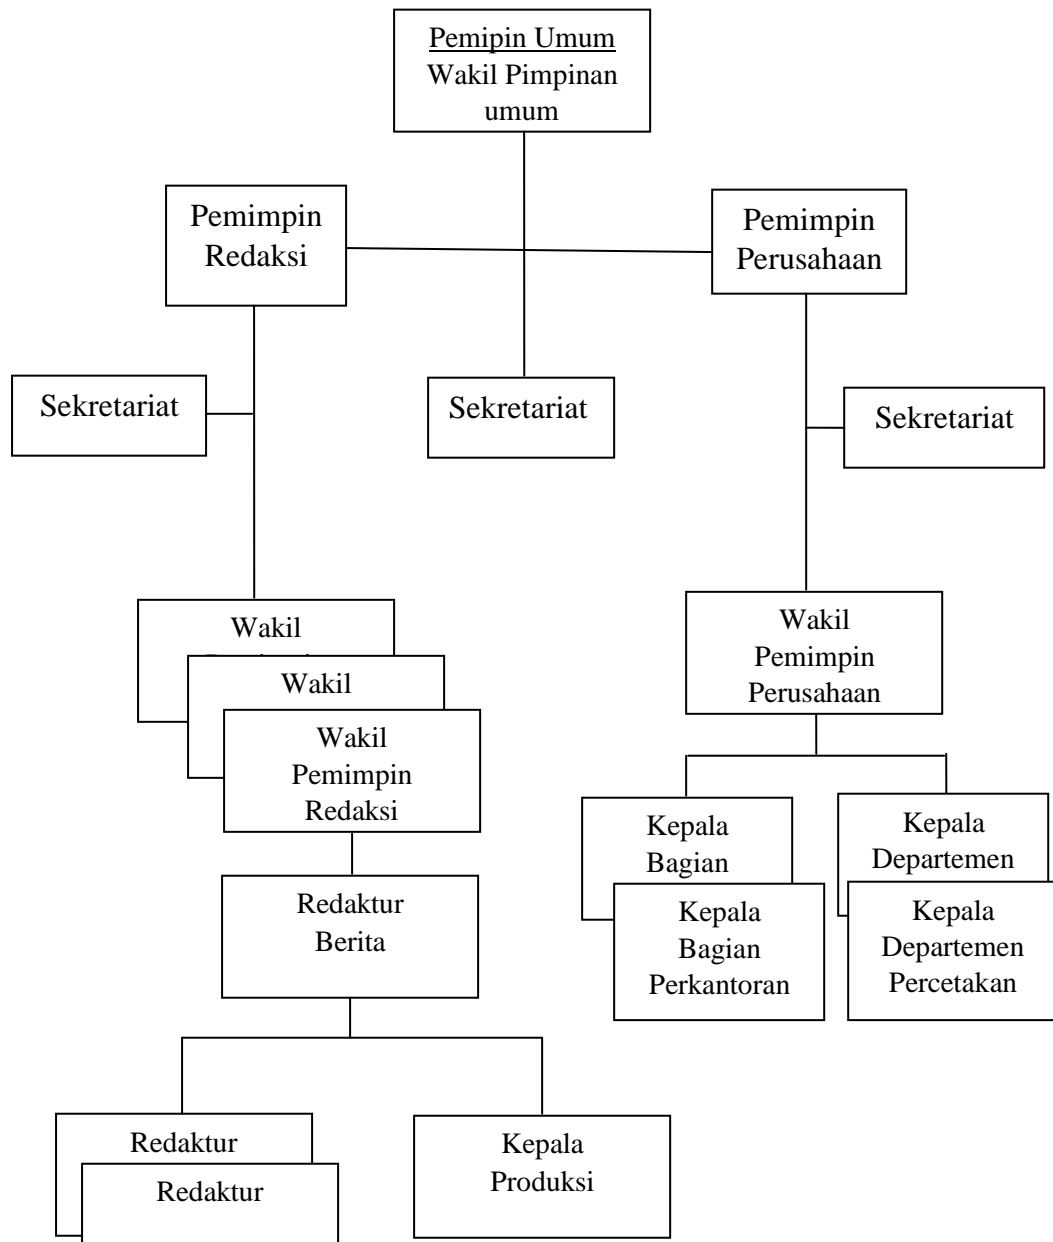 Pemipin Umum
Wakil Pimpinan
umum
Pemimpin
Redaksi
Pemimpin
Perusahaan
Sekretariat
Sekretariat
Sekretariat
Wakil
Wakil
Wakil
Pemimpin
Redaksi
Wakil
Pemimpin
Perusahaan
Kepala
Bagian
Kepala
Bagian
Perkantoran
Kepala
Departemen
Kepala
Departemen
Percetakan
Redaktur
Berita
Redaktur
Redaktur
Kepala
Produksi